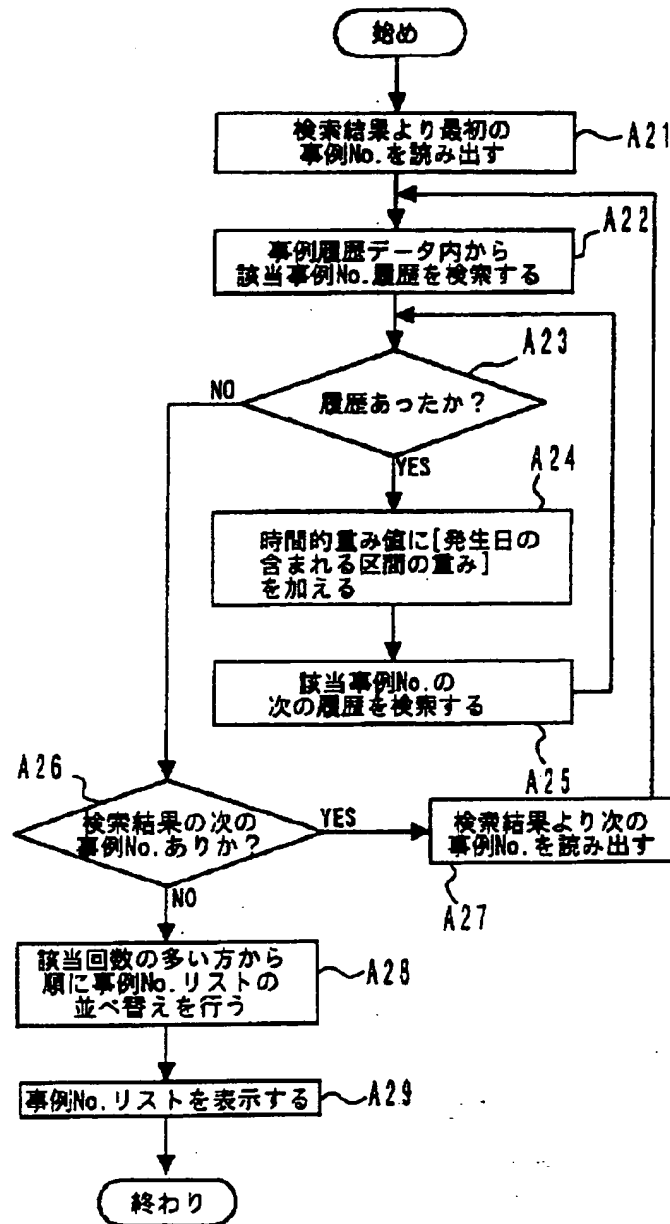 始め
検索結果より最初の
事例No.を読み出す
A21
事例履歴データ内から
該当事例No.履歴を検索する
A22
履歴あったか?
A23
NO
YES
A24
時間的重み値に[発生日の
含まれる区間の重み]
を加える
該当事例No.の
次の履歴を検索する
A25
A26
検索結果の次の
事例No.ありか?
YES
NO
検索結果より次の
事例No.を読み出す
A27
該当回数の多い方から
順に事例No.リストの
並べ替えを行う
A28
事例No.リストを表示する
A29
終わり